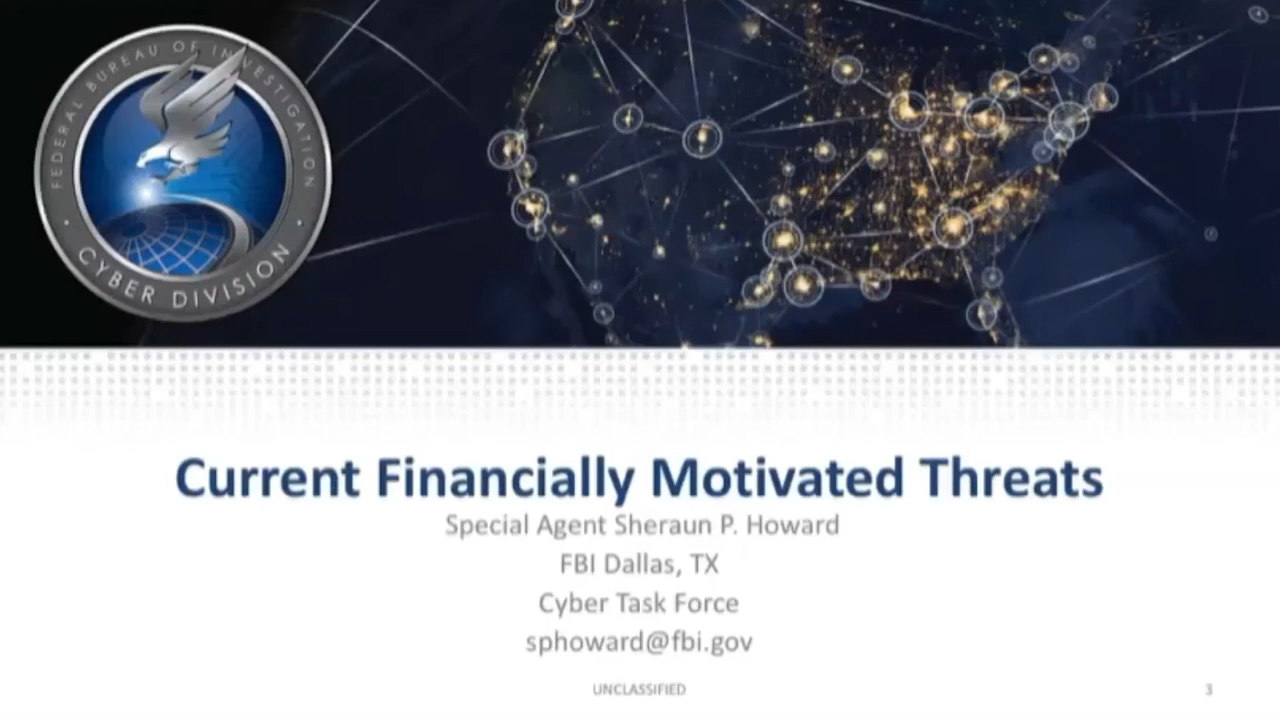 FEDERAL BUREAU OF INVESTIGATION
CYBER DIVISION
Current Financially Motivated Threats
Special Agent Sheraun P. Howard
FBI Dallas, TX
Cyber Task Force
sphoward@fbi.gov
UNCLASSIFIED
3